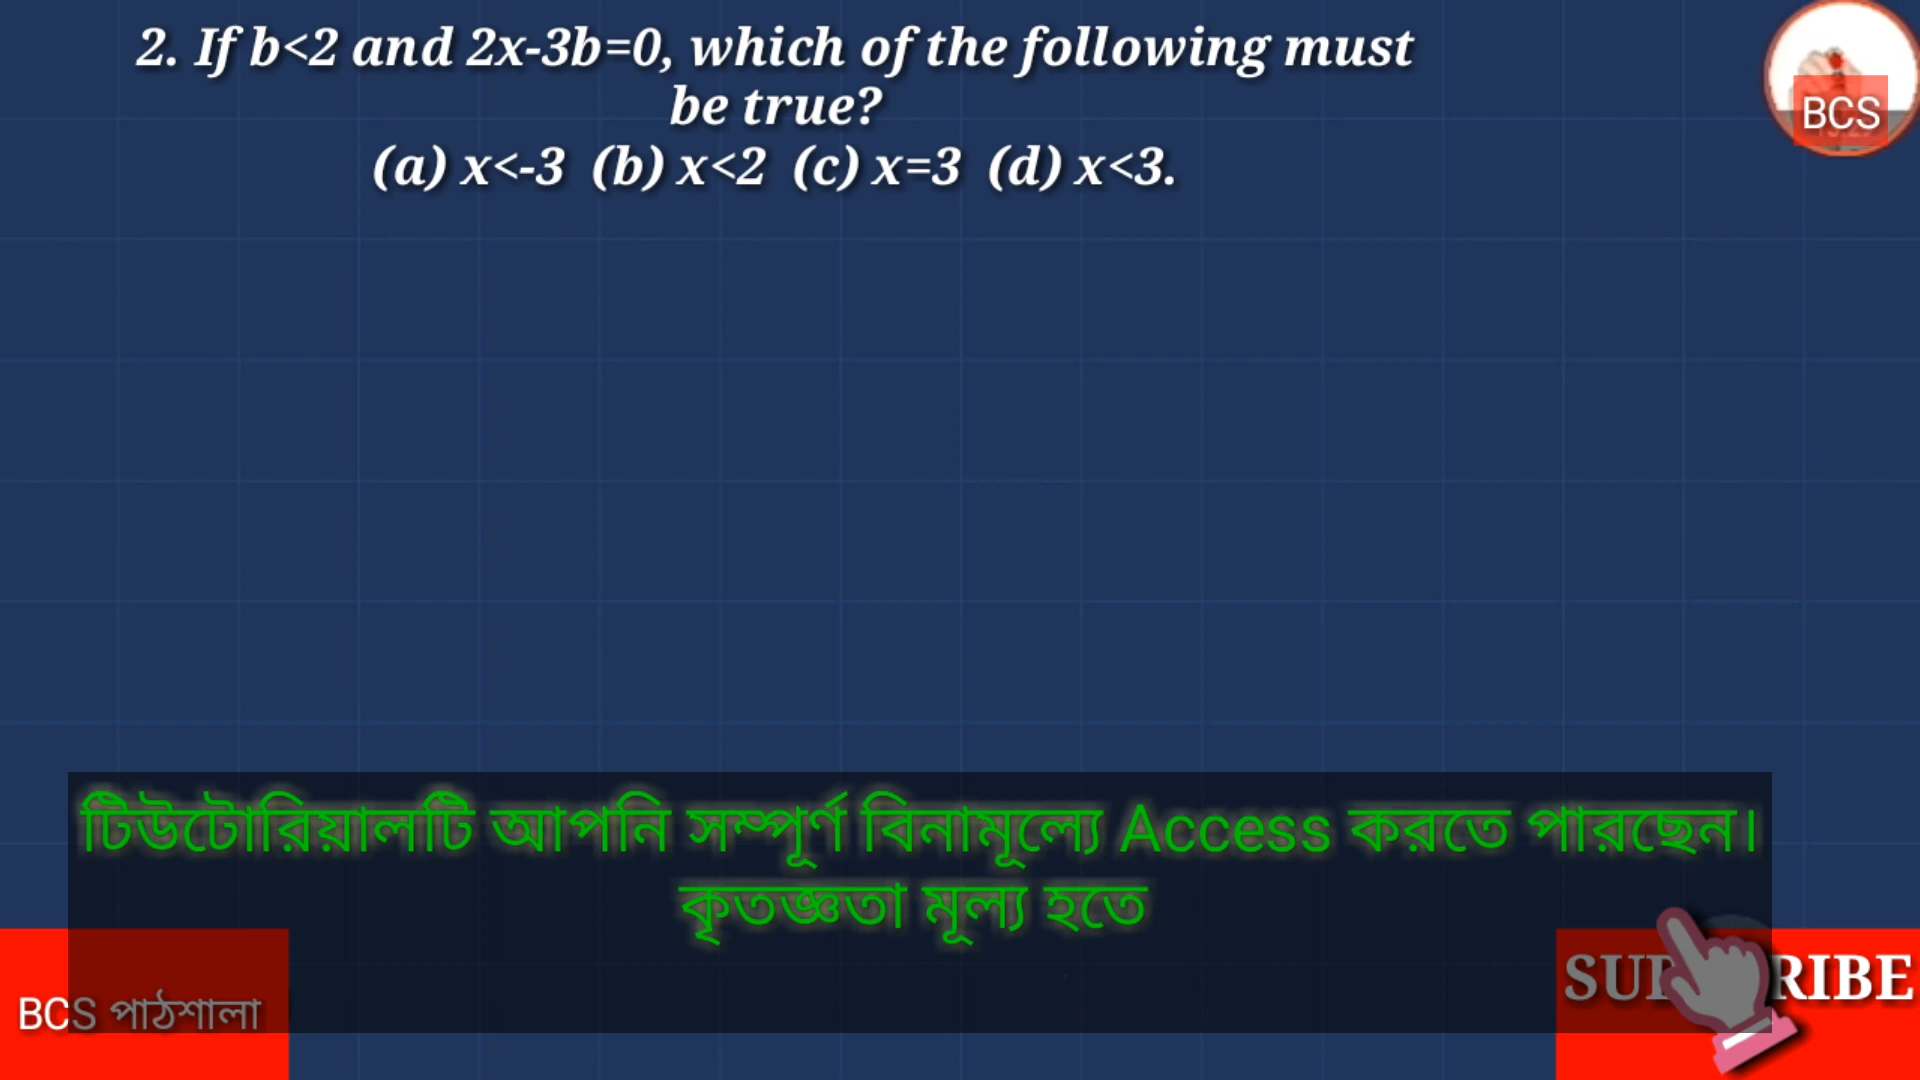 2. If b<2 and 2x-3b=0, which of the following must
be true?
(a) x<-3 (b) x<2 (c) x=3 (d) x<3.
BCS
টিউটোরিয়ালটি আপনি সম্পূর্ণ বিনামূল্যে Access করতে পারছেন।
কৃতজ্ঞতা মূল্য হতে
BCS পাঠশালা